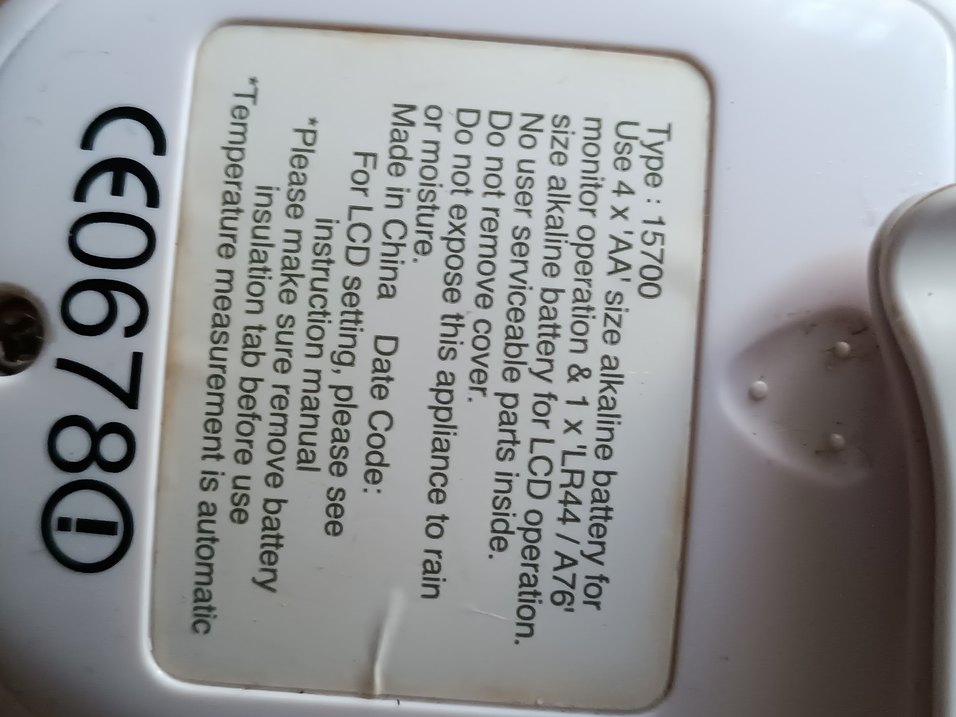 Type : 15700
Use 4 x 'AA' size alkaline battery for
monitor operation & 1 x 'LR44 / A76'
size alkaline battery for LCD operation.
No user serviceable parts inside.
Do not remove cover.
Do not expose this appliance to rain
or moisture.
Made in China Date Code:
For LCD setting, please see
instruction manual
*Please make sure remove battery
insulation tab before use
*Temperature measurement is automatic
CE0678!